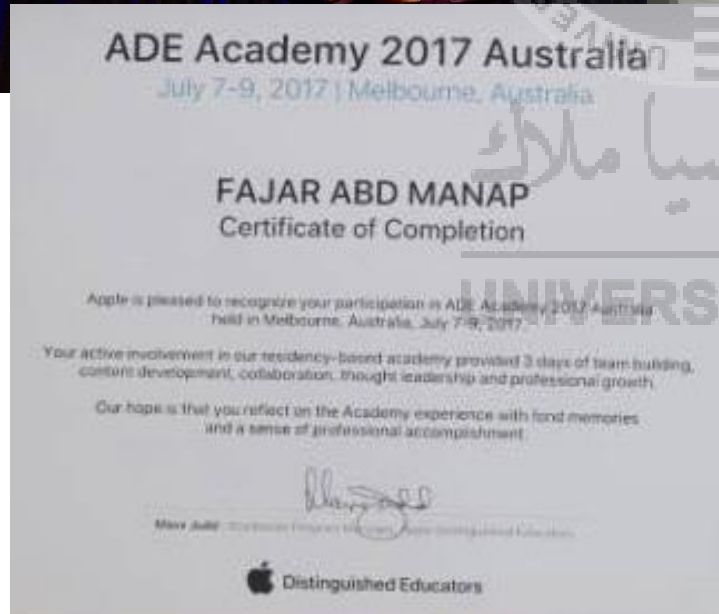 ADE Academy 2017 Australia
July 7-9, 2017 | Melbourne, Australia
سيا ملاك
FAJAR ABD MANAP
Certificate of Completion
UNIVERS
Apple is pleased to recognize your participation in ADE Academy 2017 Australia
held in Melbourne, Australia, July 7-9, 2017.
Your active involvement in our residency-based academy provided 3 days of team building,
content development, collaboration, thought leadership and professional growth.
Our hope is that you reflect on the Academy experience with fond memories
and a sense of professional accomplishment.
Distinguished Educators